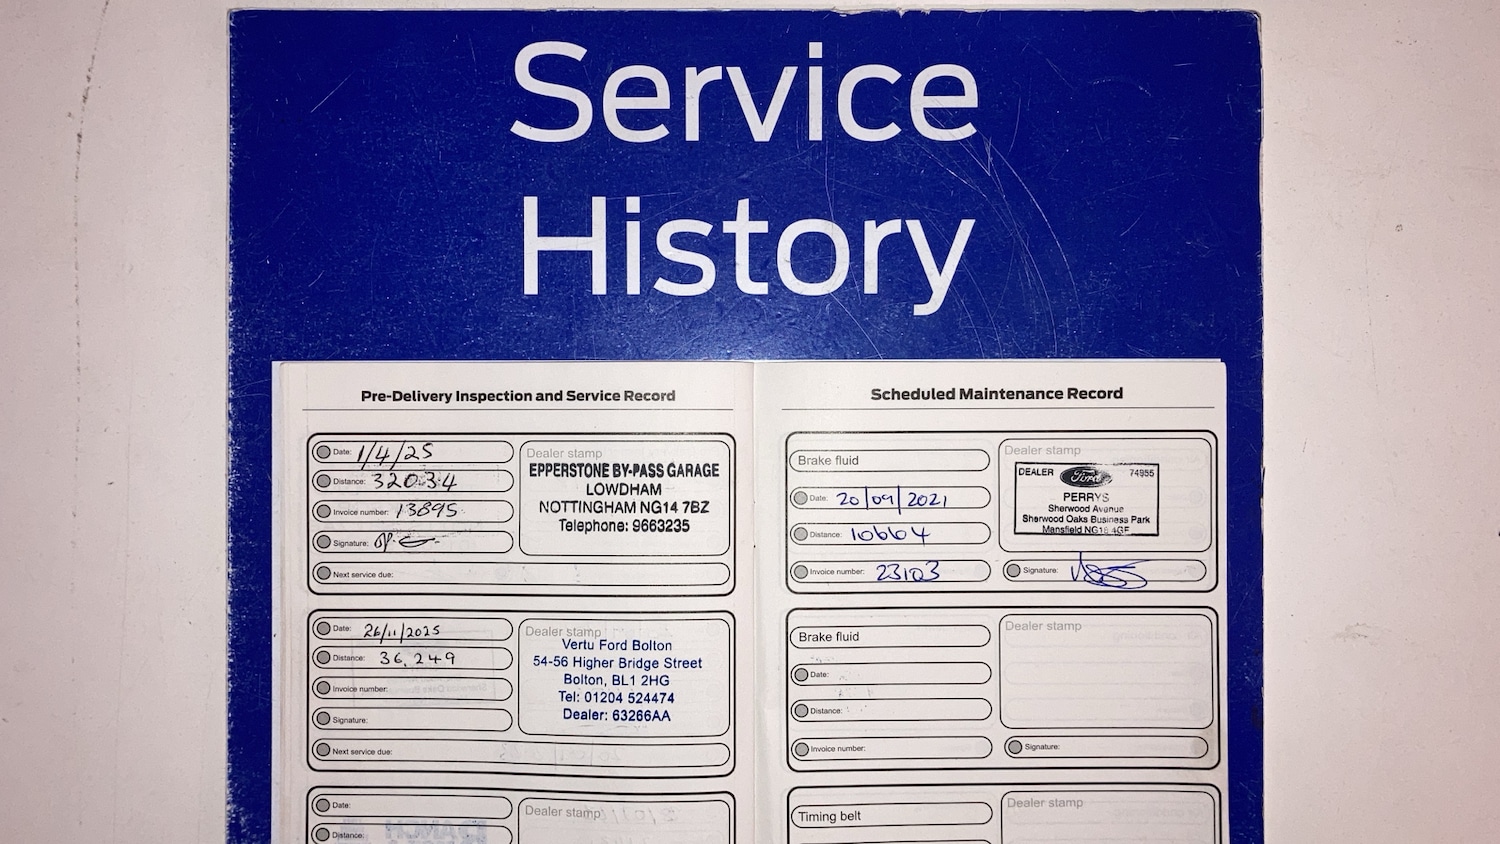 Service
History
Pre-Delivery Inspection and Service Record
Date: 1/4/25
Distance: 32034
Invoice number: 13895
Signature:
Next service due:
Dealer stamp
EPPERSTONE BY-PASS GARAGE
LOWDHAM
NOTTINGHAM NG14 7BZ
Telephone: 9663235
Date: 26/11/2025
Distance: 36,249
Invoice number:
Signature:
Next service due:
Dealer stamp
Vertu Ford Bolton
54-56 Higher Bridge Street
Bolton, BL1 2HG
Tel: 01204 524474
Dealer: 63266AA
Date:
Distance:
Dealer stamp
Scheduled Maintenance Record
Brake fluid
Date: 20/09/2021
Distance: 10664
Invoice number: 23103
Dealer stamp
DEALER Ford 74955
PERRYS
Sherwood Avenue
Sherwood Oaks Business Park
Mansfield NG18 4GF
Signature:
Brake fluid
Date:
Distance:
Invoice number:
Dealer stamp
Signature:
Timing belt
Dealer stamp